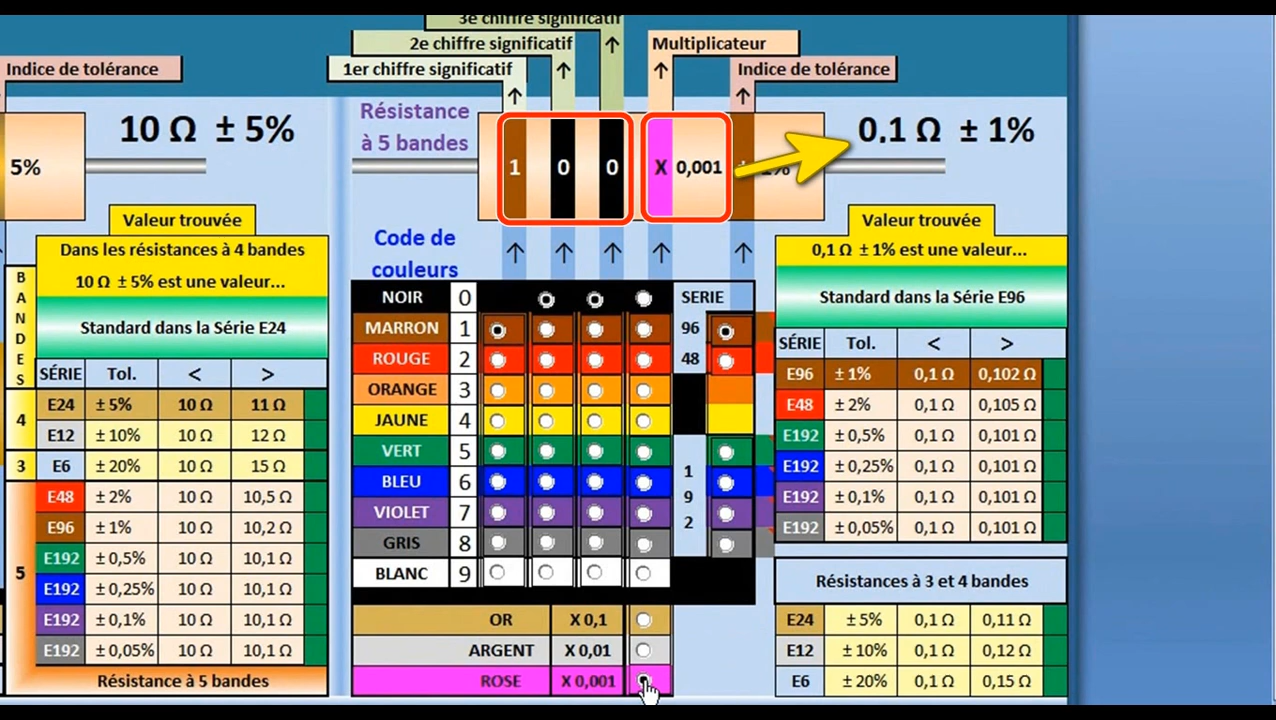 3e chiffre significatif
2e chiffre significatif
Multiplicateur
Indice de tolérance
1er chiffre significatif
Indice de tolérance
10 Ω ± 5%
5%
Résistance
à 5 bandes
1 0 0 X 0,001
1%
0,1 Ω ± 1%
Valeur trouvée
Dans les résistances à 4 bandes
10 Ω ± 5% est une valeur...
Standard dans la Série E24
BANDES
SÉRIE Tol. < >
4
E24 ± 5% 10 Ω 11 Ω
E12 ± 10% 10 Ω 12 Ω
3
E6 ± 20% 10 Ω 15 Ω
5
E48 ± 2% 10 Ω 10,5 Ω
E96 ± 1% 10 Ω 10,2 Ω
E192 ± 0,5% 10 Ω 10,1 Ω
E192 ± 0,25% 10 Ω 10,1 Ω
E192 ± 0,1% 10 Ω 10,1 Ω
E192 ± 0,05% 10 Ω 10,1 Ω
Résistance à 5 bandes
Code de
couleurs
NOIR 0 SERIE
MARRON 1 96
ROUGE 2 48
ORANGE 3
JAUNE 4
VERT 5
BLEU 6
VIOLET 7
GRIS 8
BLANC 9
192
OR X 0,1
ARGENT X 0,01
ROSE X 0,001
Valeur trouvée
0,1 Ω ± 1% est une valeur...
Standard dans la Série E96
SÉRIE Tol. < >
E96 ± 1% 0,1 Ω 0,102 Ω
E48 ± 2% 0,1 Ω 0,105 Ω
E192 ± 0,5% 0,1 Ω 0,101 Ω
E192 ± 0,25% 0,1 Ω 0,101 Ω
E192 ± 0,1% 0,1 Ω 0,101 Ω
E192 ± 0,05% 0,1 Ω 0,101 Ω
Résistances à 3 et 4 bandes
E24 ± 5% 0,1 Ω 0,11 Ω
E12 ± 10% 0,1 Ω 0,12 Ω
E6 ± 20% 0,1 Ω 0,15 Ω